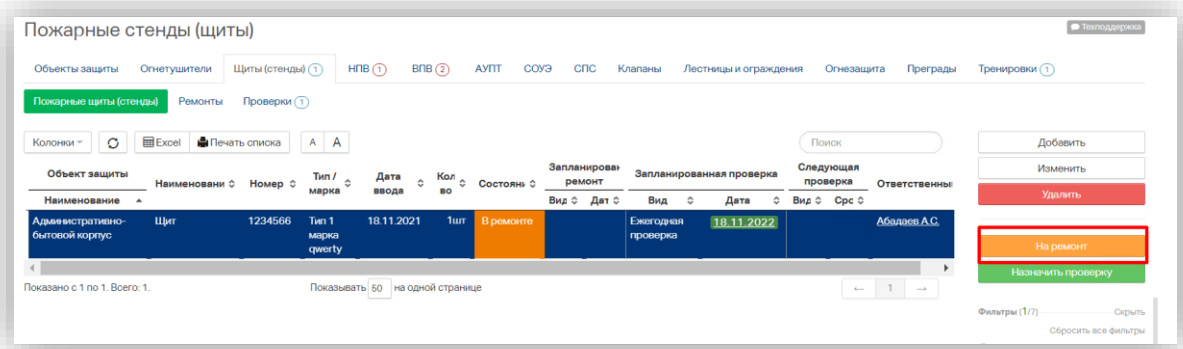 Пожарные стенды (щиты)
Техподдержка
Объекты защиты Огнетушители Щиты (стенды) 1 НПВ 1 ВПВ 2 АУПТ СОУЭ СПС Клапаны Лестницы и ограждения Огнезащита Преграды Тренировки 1
Пожарные щиты (стенды) Ремонты Проверки 1
Колонки Excel Печать списка A A Поиск
Добавить
Изменить
Удалить
На ремонт
Назначить проверку
Объект защиты Наименовани Номер Тип / марка Дата ввода Кол во Состояни Запланирован ремонт Запланированная проверка Следующая проверка Ответственны
Наименование Вид Дат Вид Дата Вид Срс
Административно- Щит 1234566 Тип 1 18.11.2021 1шт В ремонте Ежегодная 18.11.2022 Абадаев А.С.
бытовой корпус марка проверка
qwerty
Показано с 1 по 1. Всего: 1. Показывать 50 на одной странице ← 1 →
Фильтры (1/7) Скрыть
Сбросить все фильтры